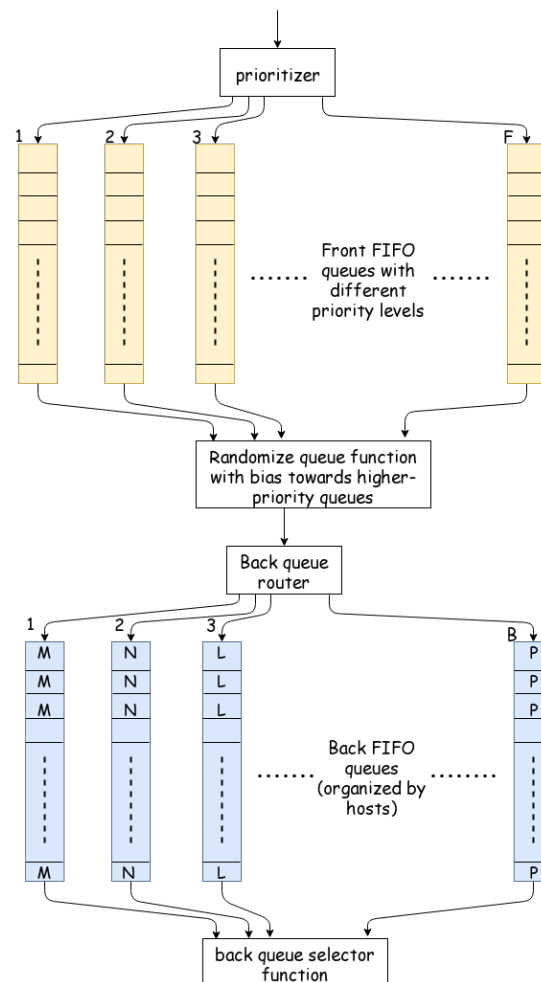 prioritizer
1
2
3
F
Front FIFO
queues with
different
priority levels
Randomize queue function
with bias towards higher-
priority queues
Back queue
router
1
2
3
B
M
N
L
P
M
N
L
P
M
N
L
P
Back FIFO
queues
(organized by
hosts)
M
N
L
P
back queue selector
function